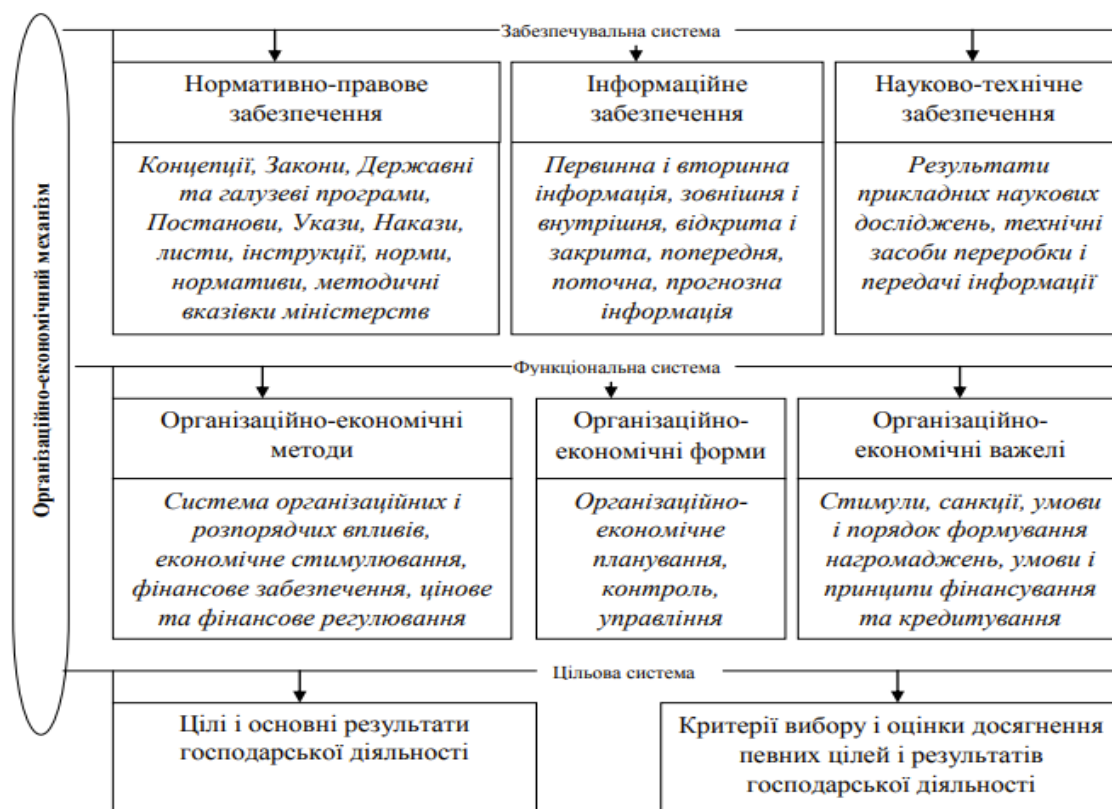 Організаційно-економічний механізм
Забезпечувальна система
Нормативно-правове
забезпечення
Концепції, Закони, Державні
та галузеві програми,
Постанови, Укази, Накази,
листи, інструкції, норми,
нормативи, методичні
вказівки міністерств
Інформаційне
забезпечення
Первинна і вторинна
інформація, зовнішня і
внутрішня, відкрита і
закрита, попередня,
поточна, прогнозна
інформація
Науково-технічне
забезпечення
Результати
прикладних наукових
досліджень, технічні
засоби переробки і
передачі інформації
Функціональна система
Організаційно-економічні
методи
Система організаційних і
розпорядчих впливів,
економічне стимулювання,
фінансове забезпечення, цінове
та фінансове регулювання
Організаційно-
економічні форми
Організаційно-
економічне
планування,
контроль,
управління
Організаційно-
економічні важелі
Стимули, санкції, умови
і порядок формування
нагромаджень, умови і
принципи фінансування
та кредитування
Цільова система
Цілі і основні результати
господарської діяльності
Критерії вибору і оцінки досягнення
певних цілей і результатів
господарської діяльності